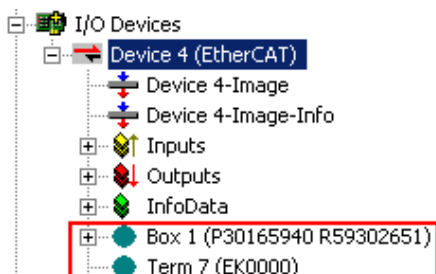 I/O Devices
Device 4 (EtherCAT)
Device 4-Image
Device 4-Image-Info
Inputs
Outputs
InfoData
Box 1 (P30165940 R59302651)
Term 7 (EK0000)